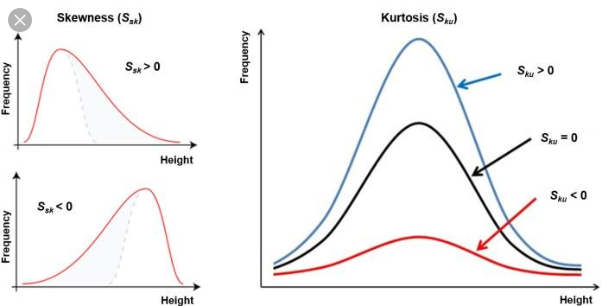 Skewness (Ssk)
Frequency
Ssk > 0
Height
Frequency
Ssk < 0
Height
Kurtosis (Sku)
Frequency
Sku > 0
Sku = 0
Sku < 0
Height